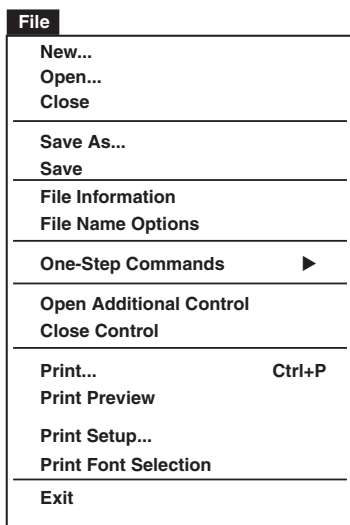 File
New...
Open...
Close
Save As...
Save
File Information
File Name Options
One-Step Commands ▶
Open Additional Control
Close Control
Print... Ctrl+P
Print Preview
Print Setup...
Print Font Selection
Exit